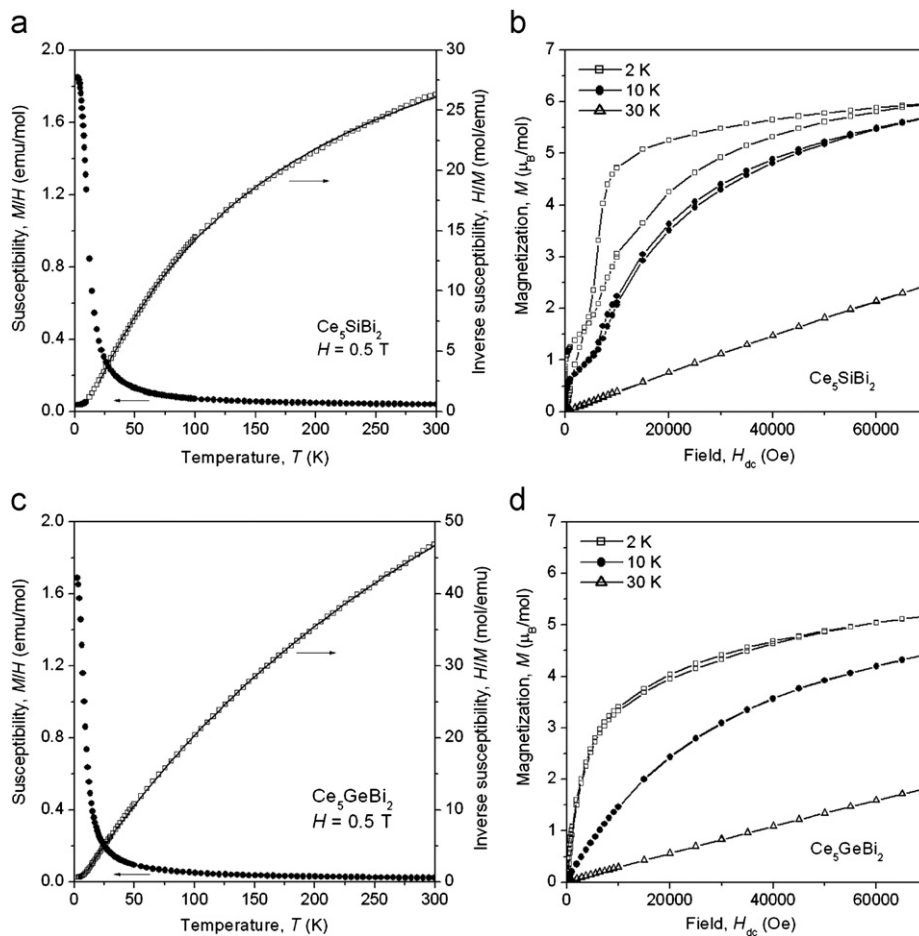 a
2.0
1.6
1.2
0.8
0.4
0.0
Susceptibility, M/H (emu/mol)
30
25
20
15
10
5
0
Inverse susceptibility, H/M (mol/emu)
Ce₅SiBi₂
H = 0.5 T
0 50 100 150 200 250 300
Temperature, T (K)
b
7
6
5
4
3
2
1
0
Magnetization, M (μB/mol)
2 K
10 K
30 K
Ce₅SiBi₂
0 20000 40000 60000
Field, Hdc (Oe)
c
2.0
1.6
1.2
0.8
0.4
0.0
Susceptibility, M/H (emu/mol)
50
40
30
20
10
0
Inverse susceptibility, H/M (mol/emu)
Ce₅GeBi₂
H = 0.5 T
0 50 100 150 200 250 300
Temperature, T (K)
d
7
6
5
4
3
2
1
0
Magnetization, M (μB/mol)
2 K
10 K
30 K
Ce₅GeBi₂
0 20000 40000 60000
Field, Hdc (Oe)